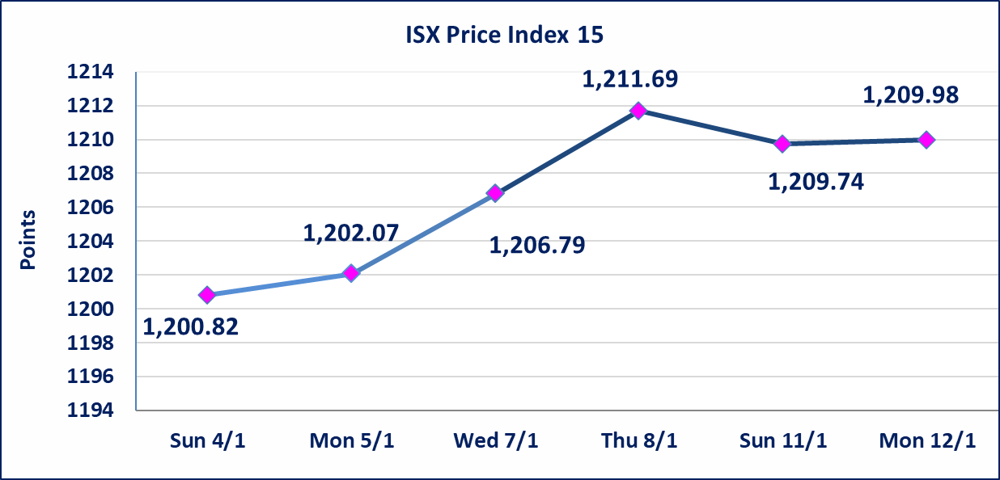 ISX Price Index 15
1214
1212
1210
1208
1206
1204
1202
1200
1198
1196
1194
Points
1,200.82
1,202.07
1,206.79
1,211.69
1,209.74
1,209.98
Sun 4/1
Mon 5/1
Wed 7/1
Thu 8/1
Sun 11/1
Mon 12/1